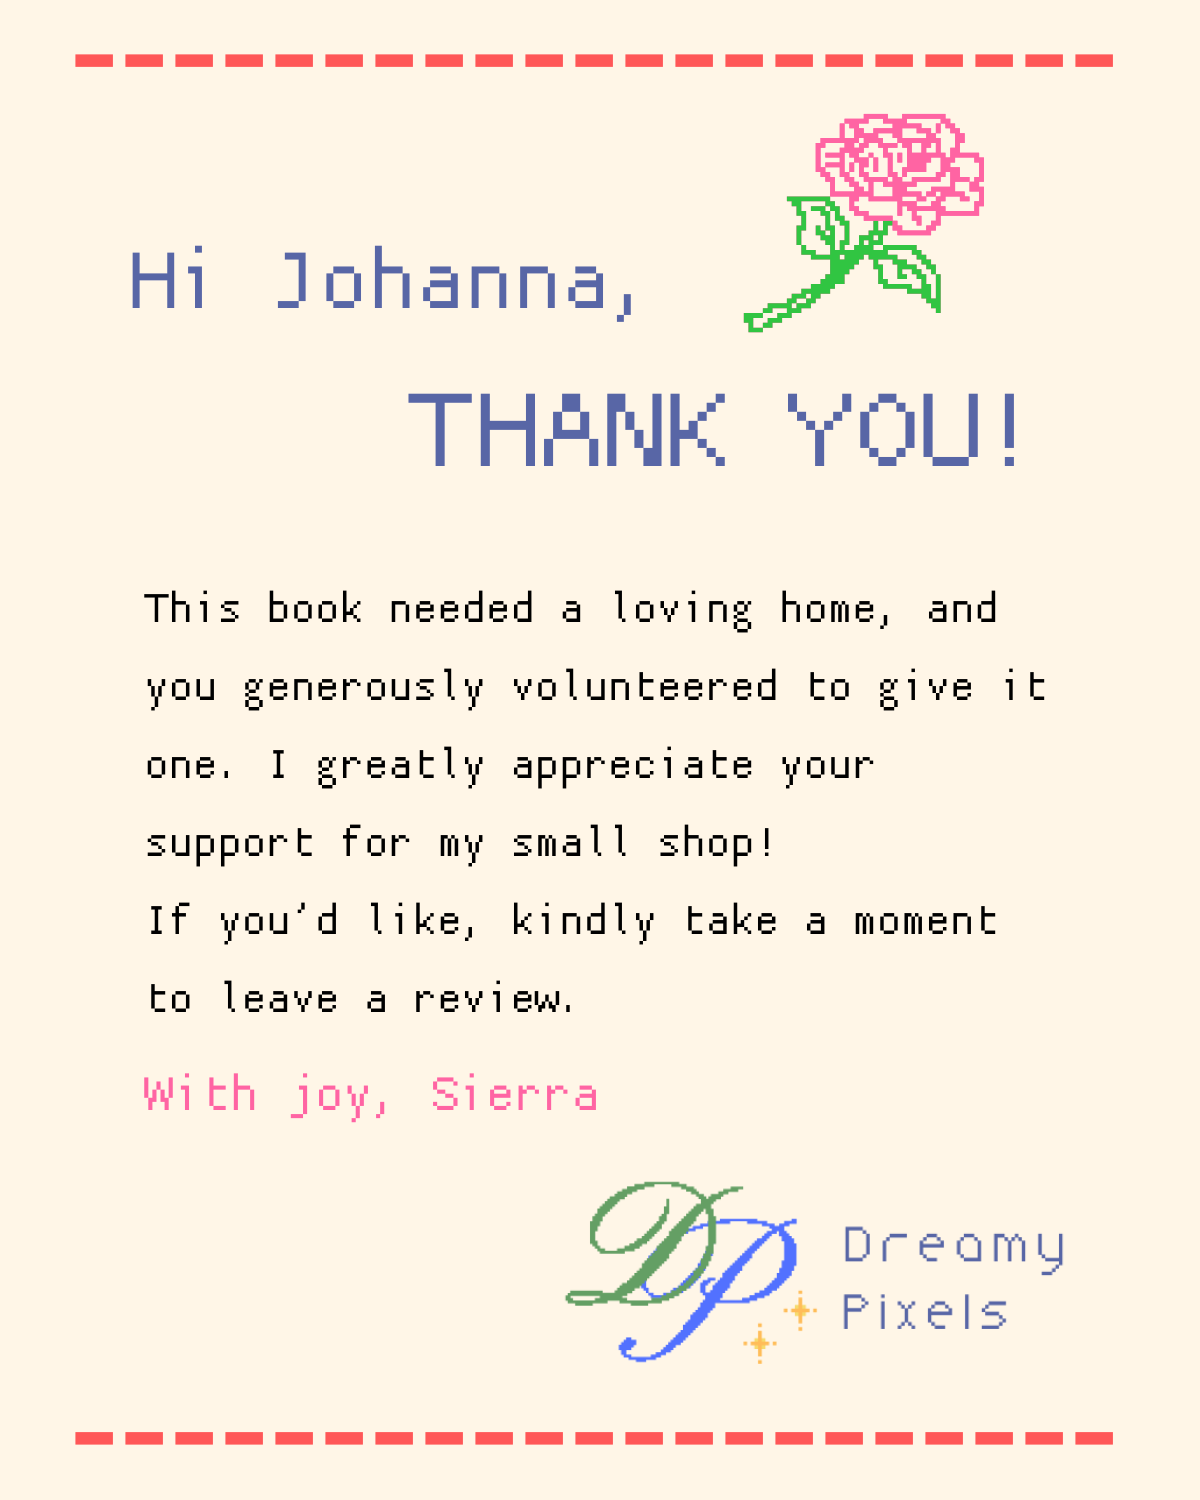 Hi Johanna,
THANK YOU!
This book needed a loving home, and
you generously volunteered to give it
one. I greatly appreciate your
support for my small shop!
If you'd like, kindly take a moment
to leave a review.
With joy, Sierra
DP
Dreamy
Pixels